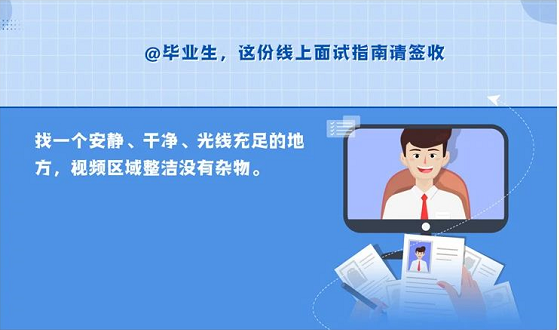 @毕业生，这份线上面试指南请签收
找一个安静、干净、光线充足的地
方，视频区域整洁没有杂物。